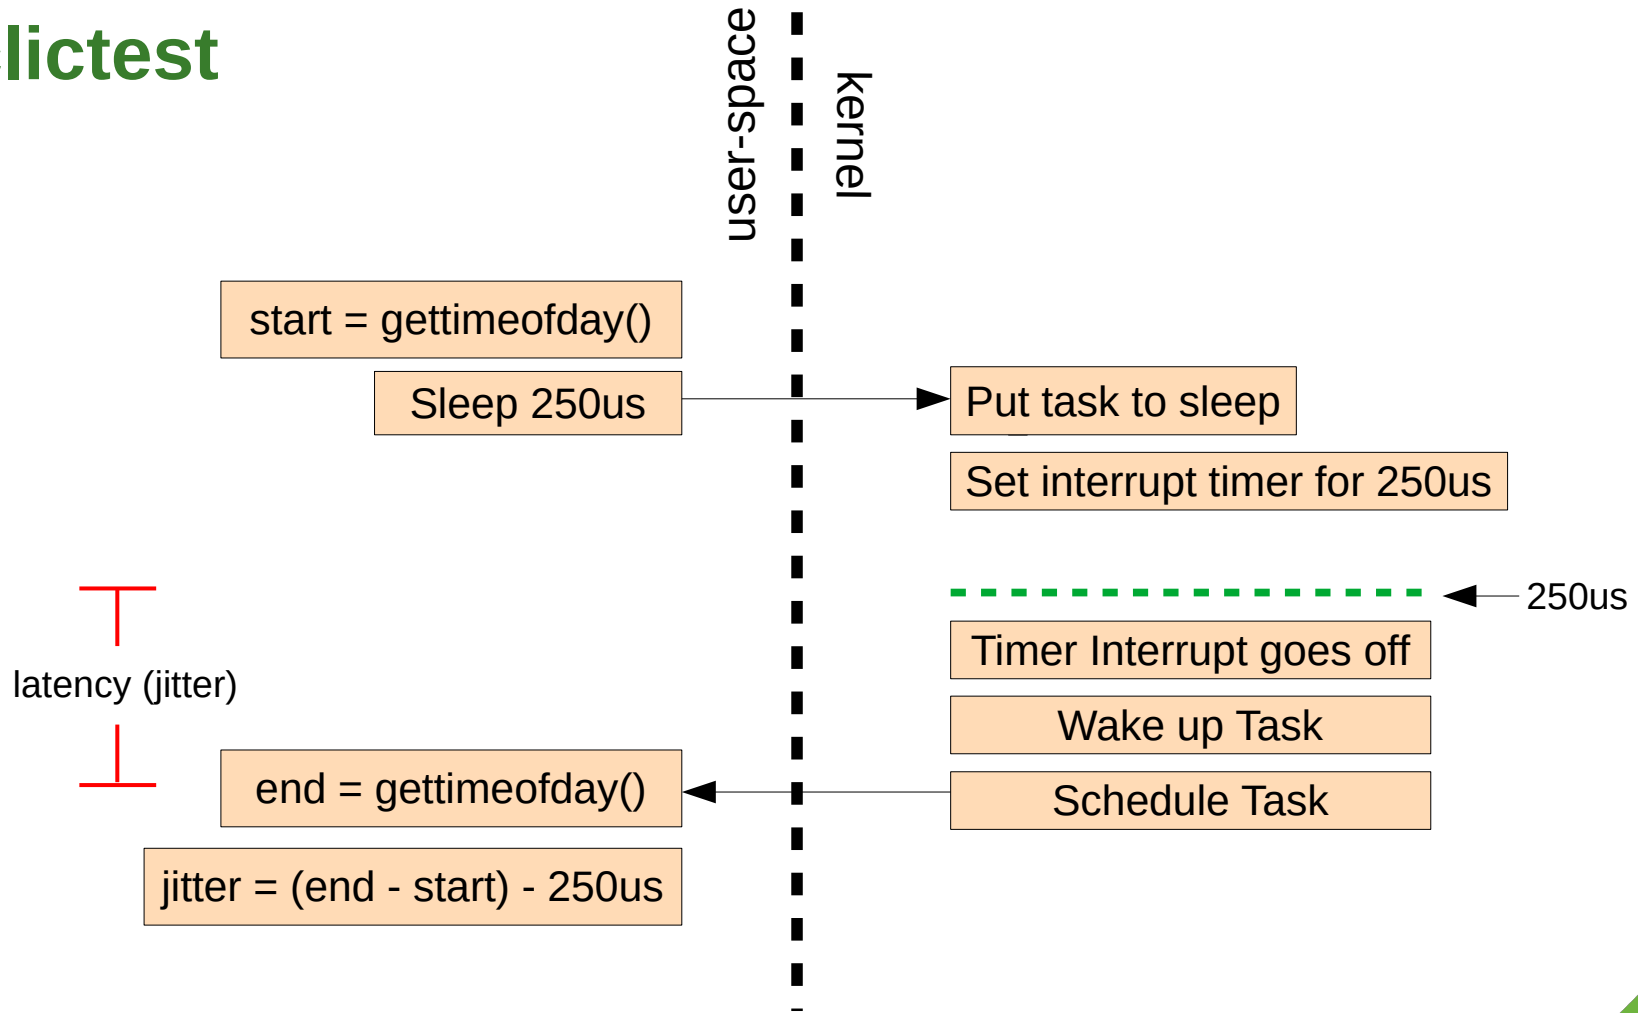 lictest
user-space
kernel
start = gettimeofday()
Sleep 250us
Put task to sleep
Set interrupt timer for 250us
250us
Timer Interrupt goes off
latency (jitter)
Wake up Task
end = gettimeofday()
Schedule Task
jitter = (end - start) - 250us